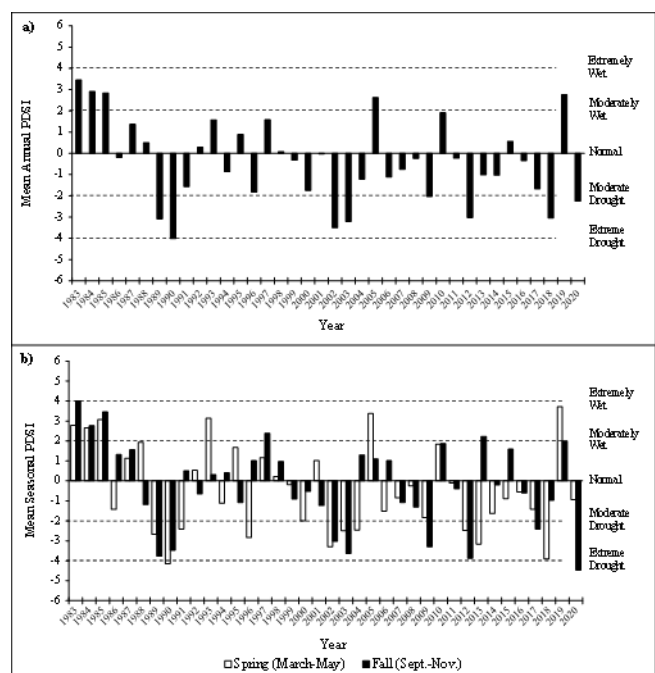 a)
6
5
4
3
2
1
0
-1
-2
-3
-4
-5
-6
Mean Annual PDSI
Extremely
Wet
Moderately
Wet
Normal
Moderate
Drought
Extreme
Drought
1983 1984 1985 1986 1987 1988 1989 1990 1991 1992 1993 1994 1995 1996 1997 1998 1999 2000 2001 2002 2003 2004 2005 2006 2007 2008 2009 2010 2011 2012 2013 2014 2015 2016 2017 2018 2019 2020
Year
b)
6
5
4
3
2
1
0
-1
-2
-3
-4
-5
-6
Mean Seasonal PDSI
Extremely
Wet
Moderately
Wet
Normal
Moderate
Drought
Extreme
Drought
1983 1984 1985 1986 1987 1988 1989 1990 1991 1992 1993 1994 1995 1996 1997 1998 1999 2000 2001 2002 2003 2004 2005 2006 2007 2008 2009 2010 2011 2012 2013 2014 2015 2016 2017 2018 2019 2020
Year
Spring (March-May) Fall (Sept.-Nov.)